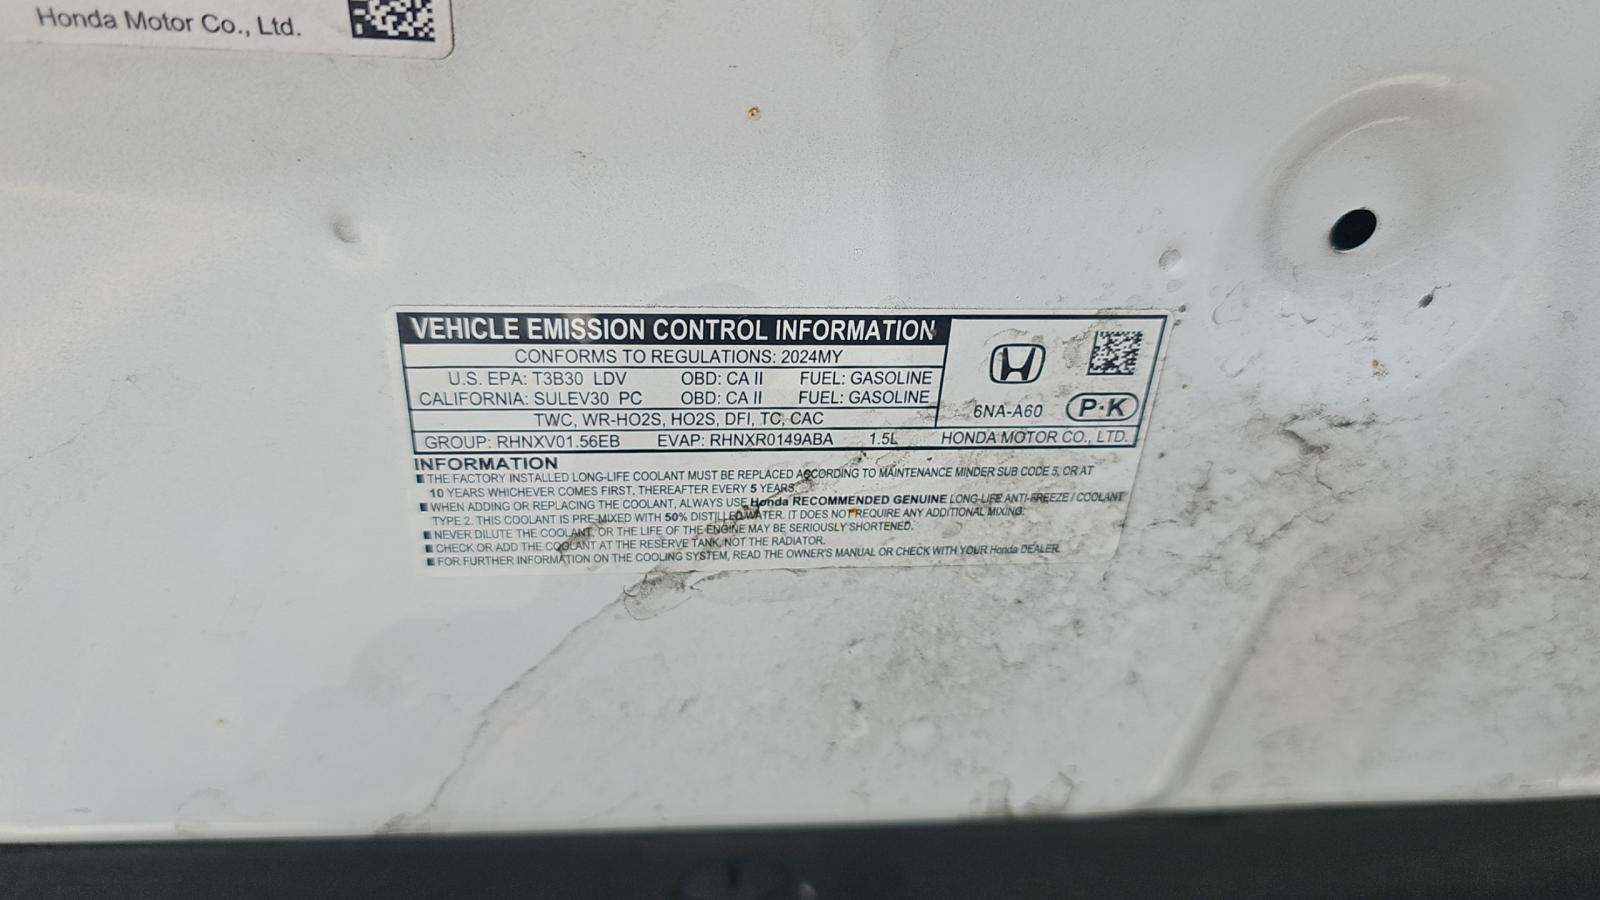 Honda Motor Co., Ltd.
VEHICLE EMISSION CONTROL INFORMATION
CONFORMS TO REGULATIONS: 2024MY
U.S. EPA: T3B30 LDV OBD: CA II FUEL: GASOLINE
CALIFORNIA: SULEV30 PC OBD: CA II FUEL: GASOLINE
TWC, WR-HO2S, HO2S, DFI, TC, CAC
6NA-A60 P·K
GROUP: RHNXV01.56EB EVAP: RHNXR0149ABA 1.5L HONDA MOTOR CO., LTD.
INFORMATION
THE FACTORY INSTALLED LONG-LIFE COOLANT MUST BE REPLACED ACCORDING TO MAINTENANCE MINDER SUB CODE 5, OR AT
10 YEARS WHICHEVER COMES FIRST, THEREAFTER EVERY 5 YEARS.
WHEN ADDING OR REPLACING THE COOLANT, ALWAYS USE Honda RECOMMENDED GENUINE LONG-LIFE ANTI-FREEZE / COOLANT
TYPE 2. THIS COOLANT IS PRE-MIXED WITH 50% DISTILLED WATER. IT DOES NOT REQUIRE ANY ADDITIONAL MIXING.
NEVER DILUTE THE COOLANT, OR THE LIFE OF THE ENGINE MAY BE SERIOUSLY SHORTENED.
CHECK OR ADD THE COOLANT AT THE RESERVE TANK, NOT THE RADIATOR.
FOR FURTHER INFORMATION ON THE COOLING SYSTEM, READ THE OWNER'S MANUAL OR CHECK WITH YOUR Honda DEALER.